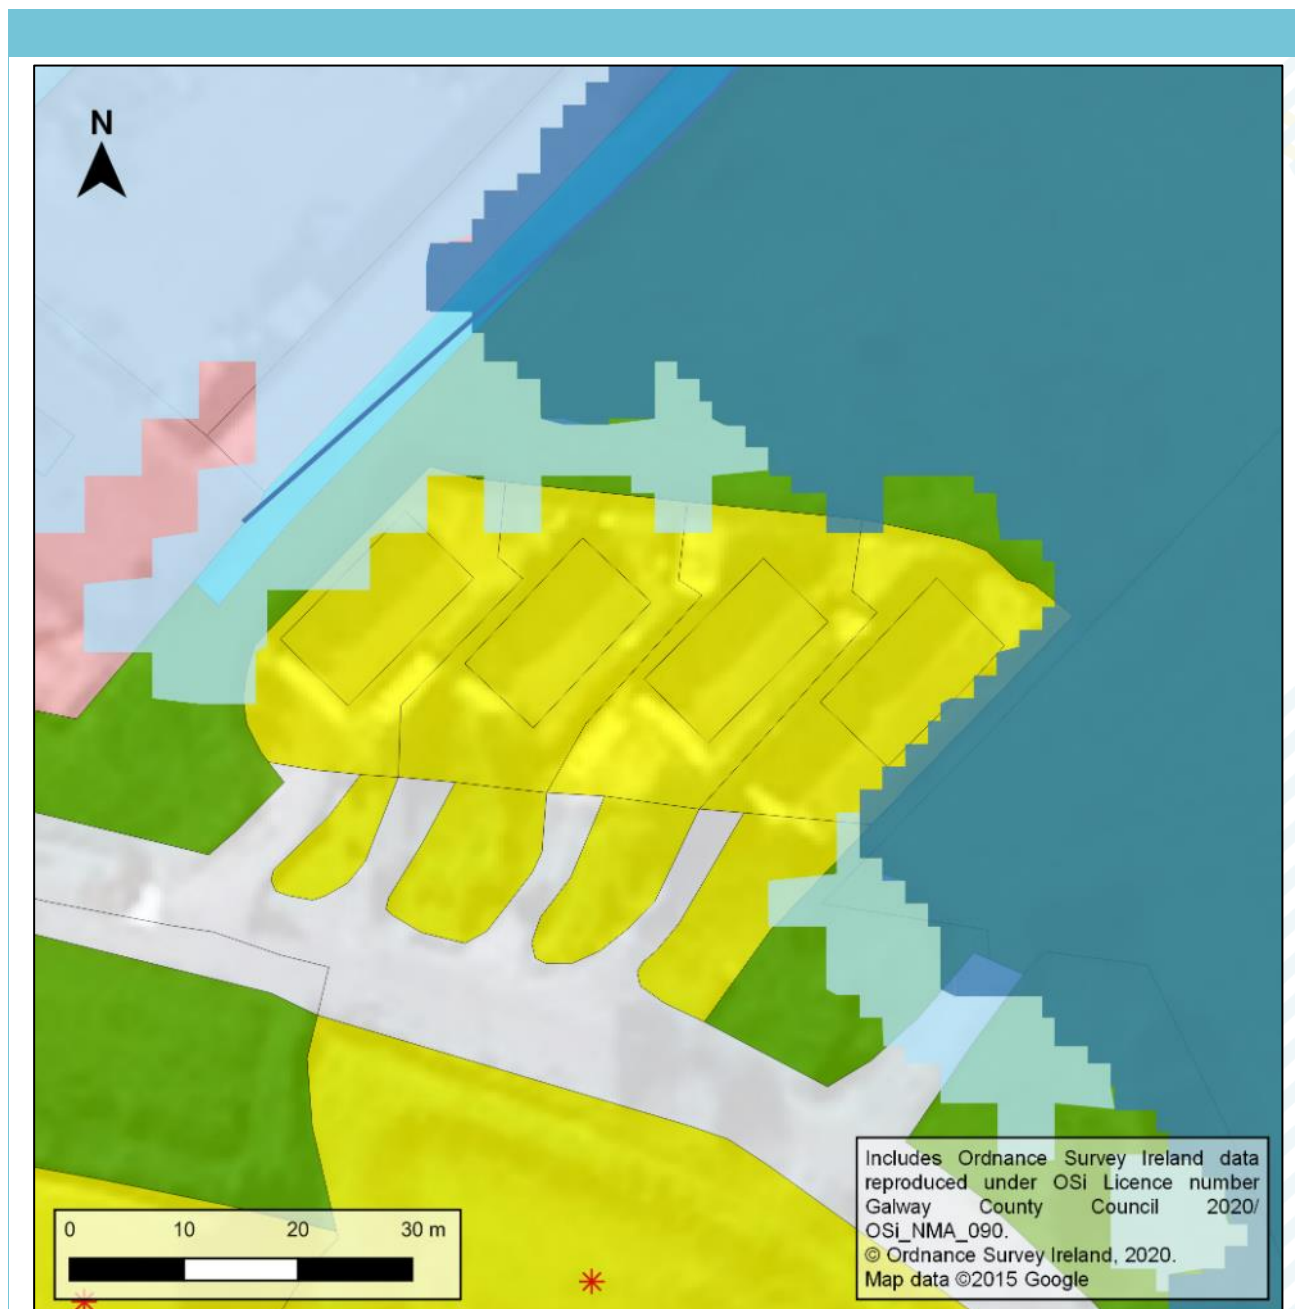 N
0 10 20 30 m
Includes Ordnance Survey Ireland data
reproduced under OSi Licence number
Galway County Council 2020/
OSi_NMA_090.
© Ordnance Survey Ireland, 2020.
Map data ©2015 Google